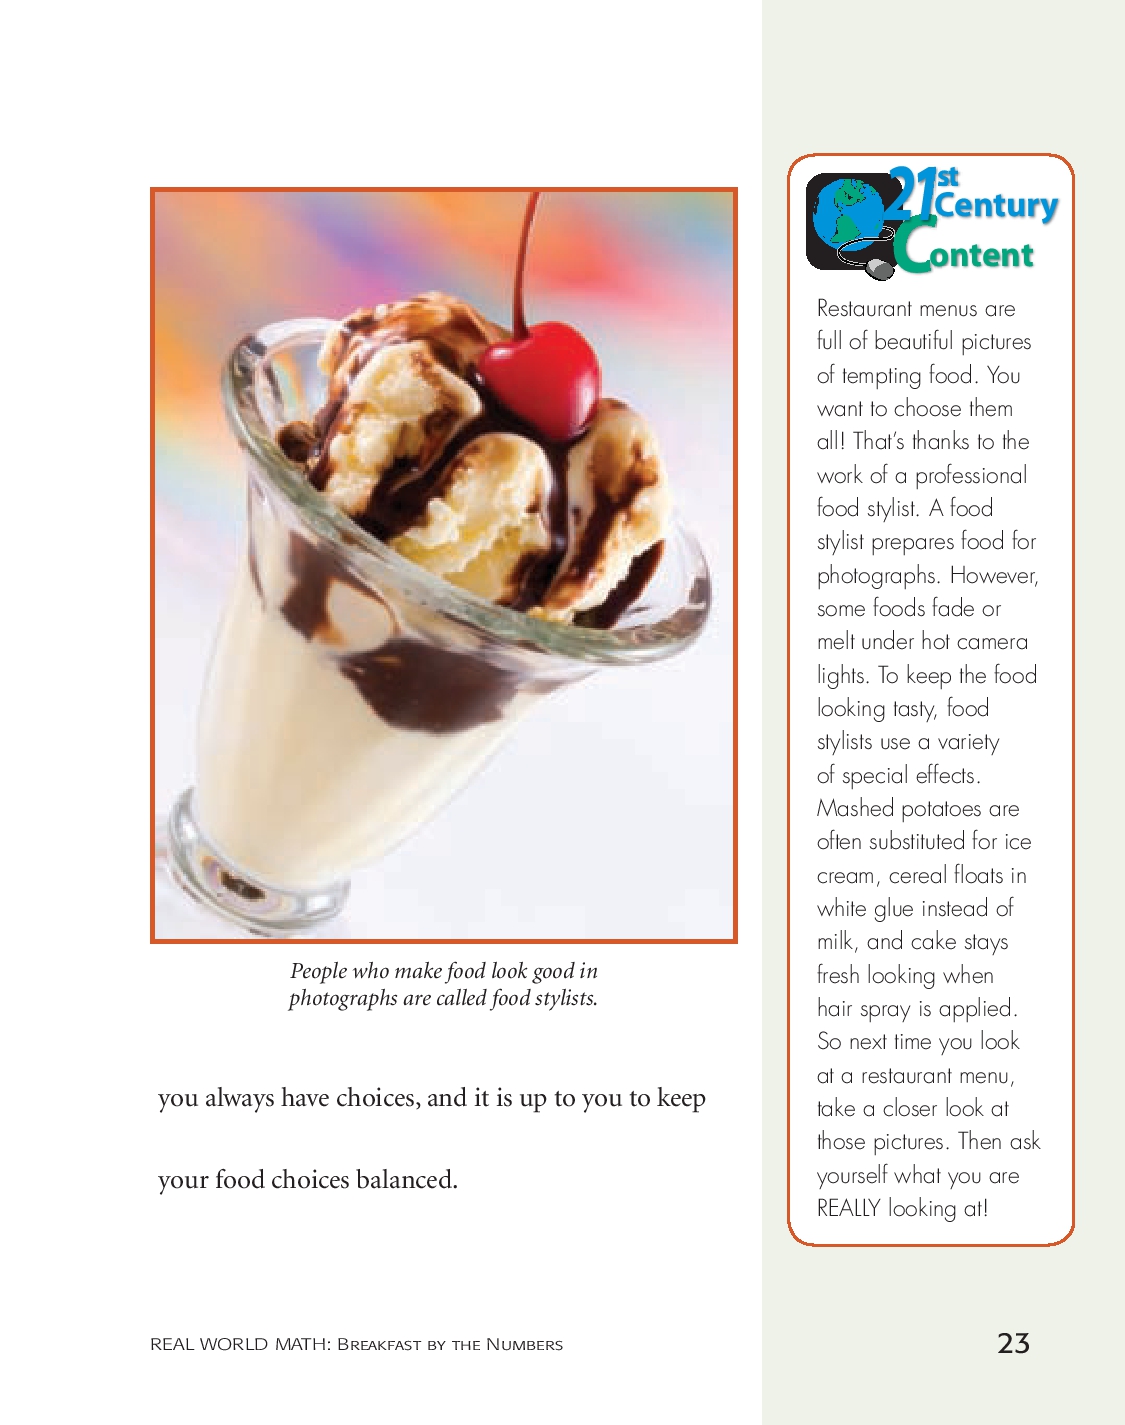 People who make food look good in
photographs are called food stylists.
you always have choices, and it is up to you to keep
your food choices balanced.
21st
Century
Content
Restaurant menus are
full of beautiful pictures
of tempting food. You
want to choose them
all! That’s thanks to the
work of a professional
food stylist. A food
stylist prepares food for
photographs. However,
some foods fade or
melt under hot camera
lights. To keep the food
looking tasty, food
stylists use a variety
of special effects.
Mashed potatoes are
often substituted for ice
cream, cereal floats in
white glue instead of
milk, and cake stays
fresh looking when
hair spray is applied.
So next time you look
at a restaurant menu,
take a closer look at
those pictures. Then ask
yourself what you are
REALLY looking at!
REAL WORLD MATH: Breakfast by the Numbers
23